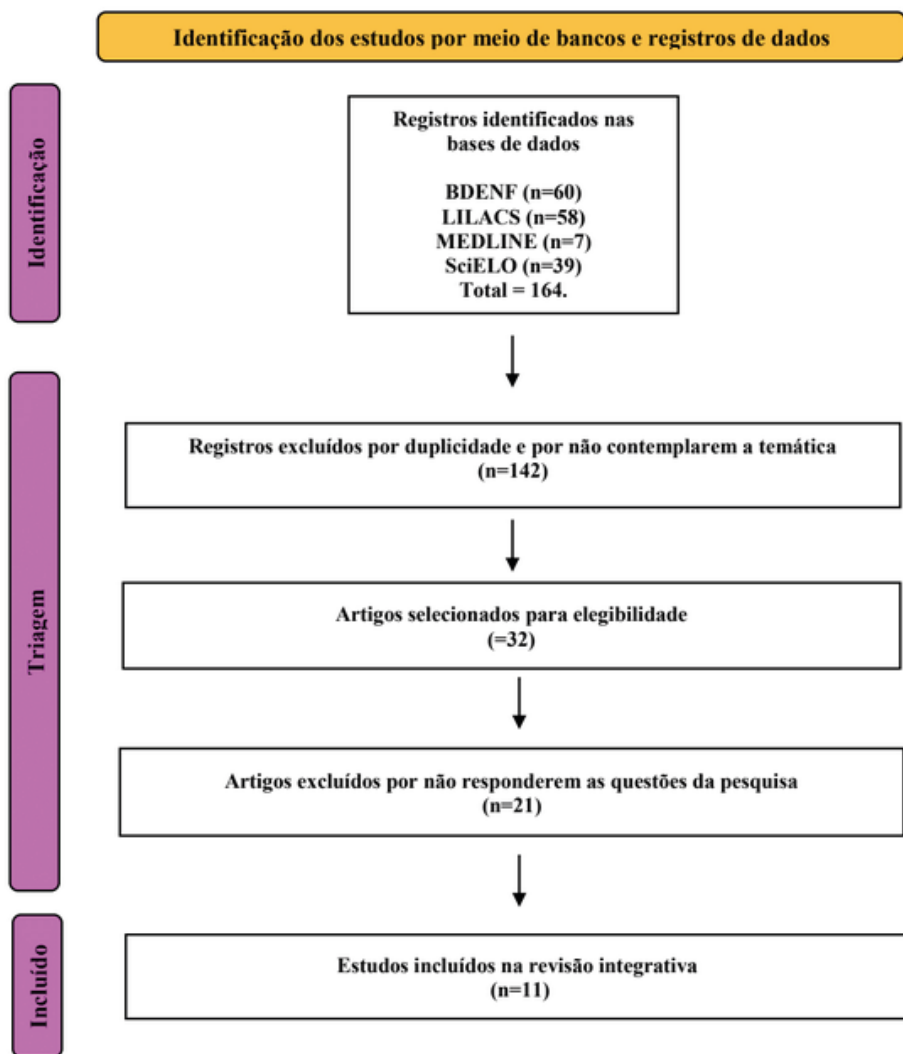 Identificação dos estudos por meio de bancos e registros de dados
Identificação
Registros identificados nas
bases de dados
BDENF (n=60)
LILACS (n=58)
MEDLINE (n=7)
SciELO (n=39)
Total = 164.
Triagem
Registros excluídos por duplicidade e por não contemplarem a temática
(n=142)
Artigos selecionados para elegibilidade
(=32)
Artigos excluídos por não responderem as questões da pesquisa
(n=21)
Incluído
Estudos incluídos na revisão integrativa
(n=11)